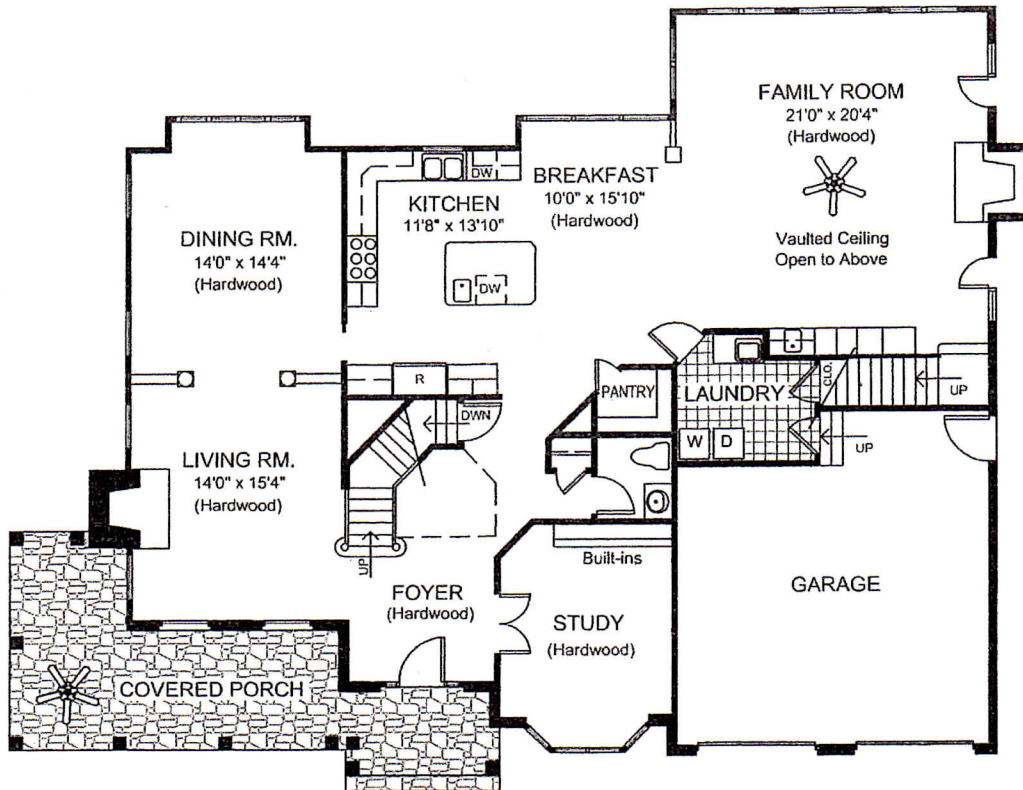 FAMILY ROOM
21'0" x 20'4"
(Hardwood)
Vaulted Ceiling
Open to Above
DW
BREAKFAST
10'0" x 15'10"
(Hardwood)
KITCHEN
11'8" x 13'10"
DW
DINING RM.
14'0" x 14'4"
(Hardwood)
R
PANTRY
LAUNDRY
CLO.
UP
DWN
W
D
UP
LIVING RM.
14'0" x 15'4"
(Hardwood)
UP
Built-ins
FOYER
(Hardwood)
STUDY
(Hardwood)
GARAGE
COVERED PORCH